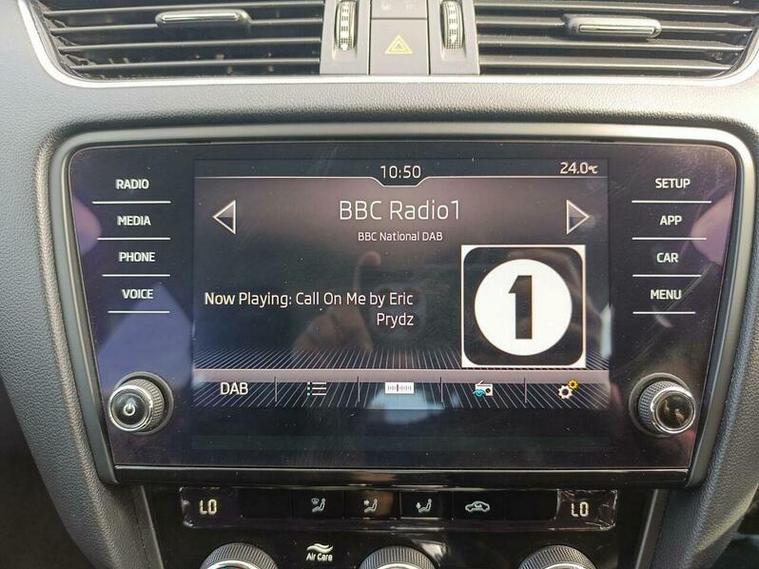 10:50
24.0℃
RADIO
MEDIA
PHONE
VOICE
BBC Radio1
BBC National DAB
Now Playing: Call On Me by Eric
Prydz
1
DAB
SETUP
APP
CAR
MENU
LO
LO
Air Care